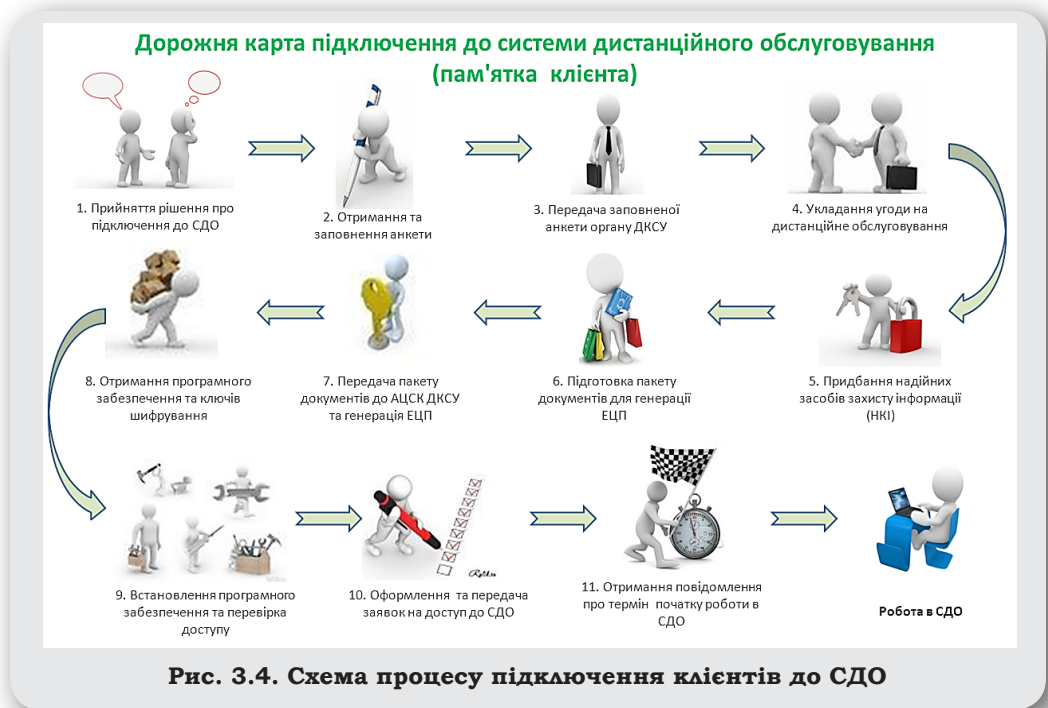 Дорожня карта підключення до системи дистанційного обслуговування
(пам'ятка клієнта)
1. Прийняття рішення про
підключення до СДО
2. Отримання та
заповнення анкети
3. Передача заповненої
анкети органу ДКСУ
4. Укладання угоди на
дистанційне обслуговування
8. Отримання програмного
забезпечення та ключів
шифрування
7. Передача пакету
документів до АЦСК ДКСУ
та генерація ЕЦП
6. Підготовка пакету
документів для генерації
ЕЦП
5. Придбання надійних
засобів захисту інформації
(НКІ)
9. Встановлення програмного
забезпечення та перевірка
доступу
10. Оформлення та передача
заявок на доступ до СДО
11. Отримання повідомлення
про термін початку роботи в
СДО
Робота в СДО
Рис. 3.4. Схема процесу підключення клієнтів до СДО